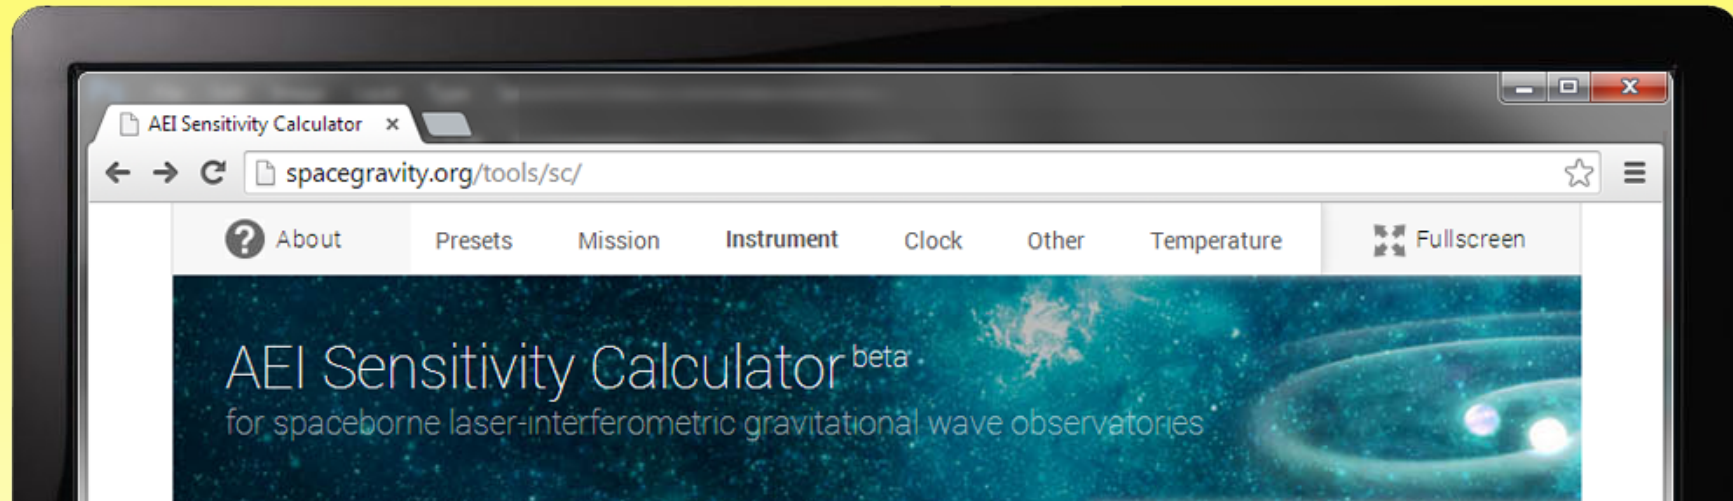 AEI Sensitivity Calculator
spacegravity.org/tools/sc/
About Presets Mission Instrument Clock Other Temperature Fullscreen
AEI Sensitivity Calculator beta
for spaceborne laser-interferometric gravitational wave observatories